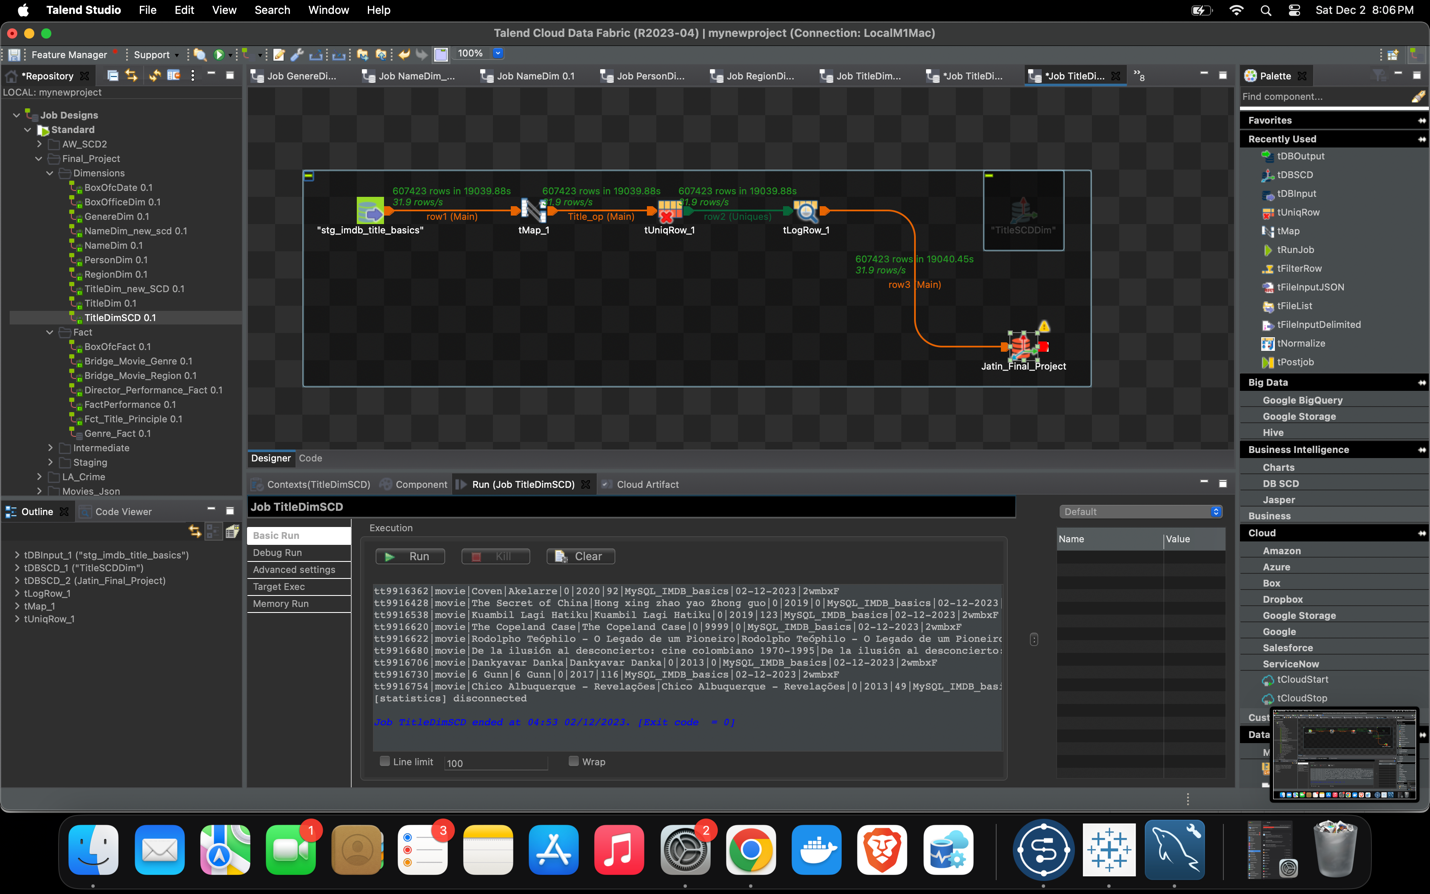 Talend Studio File Edit View Search Window Help Sat Dec 2 8:06 PM
Talend Cloud Data Fabric (R2023-04) | mynewproject (Connection: LocalM1Mac)
Feature Manager Support 100%
*Repository
LOCAL: mynewproject
Job Designs
Standard
AW_SCD2
Final_Project
Dimensions
BoxOfcDate 0.1
BoxOfficeDim 0.1
GenereDim 0.1
NameDim_new_scd 0.1
NameDim 0.1
PersonDim 0.1
RegionDim 0.1
TitleDim_new_SCD 0.1
TitleDim 0.1
TitleDimSCD 0.1
Fact
BoxOfcFact 0.1
Bridge_Movie_Genre 0.1
Bridge_Movie_Region 0.1
Director_Performance_Fact 0.1
FactPerformance 0.1
Fct_Title_Principle 0.1
Genre_Fact 0.1
Intermediate
Staging
LA_Crime
Movies_Json
Outline Code Viewer
tDBInput_1 ("stg_imdb_title_basics")
tDBSCD_1 ("TitleSCDDim")
tDBSCD_2 (Jatin_Final_Project)
tLogRow_1
tMap_1
tUniqRow_1
Job GenereDi... Job NameDim_... Job NameDim 0.1 Job PersonDi... Job RegionDi... Job TitleDim... *Job TitleDi... *Job TitleDi... »8
607423 rows in 19039.88s 607423 rows in 19039.88s 607423 rows in 19039.88s
31.9 rows/s 31.9 rows/s 31.9 rows/s
row1 (Main) Title_op (Main) row2 (Uniques)
"stg_imdb_title_basics" tMap_1 tUniqRow_1 tLogRow_1 "TitleSCDDim"
607423 rows in 19040.45s
31.9 rows/s
row3 (Main)
Jatin_Final_Project
Designer Code
Contexts(TitleDimSCD) Component Run (Job TitleDimSCD) Cloud Artifact
Job TitleDimSCD
Basic Run
Debug Run
Advanced settings
Target Exec
Memory Run
Execution
Run Kill Clear
tt9916362|movie|Coven|Akelarre|0|2020|92|MySQL_IMDB_basics|02-12-2023|2wmbxF
tt9916428|movie|The Secret of China|Hong xing zhao yao Zhong guo|0|2019|0|MySQL_IMDB_basics|02-12-2023|
tt9916538|movie|Kuambil Lagi Hatiku|Kuambil Lagi Hatiku|0|2019|123|MySQL_IMDB_basics|02-12-2023|2wmbxF
tt9916620|movie|The Copeland Case|The Copeland Case|0|9999|0|MySQL_IMDB_basics|02-12-2023|2wmbxF
tt9916622|movie|Rodolpho Teóphilo - O Legado de um Pioneiro|Rodolpho Teóphilo - O Legado de um Pioneiro
tt9916680|movie|De la ilusión al desconcierto: cine colombiano 1970-1995|De la ilusión al desconcierto:
tt9916706|movie|Dankyavar Danka|Dankyavar Danka|0|2013|0|MySQL_IMDB_basics|02-12-2023|2wmbxF
tt9916730|movie|6 Gunn|6 Gunn|0|2017|116|MySQL_IMDB_basics|02-12-2023|2wmbxF
tt9916754|movie|Chico Albuquerque - Revelações|Chico Albuquerque - Revelações|0|2013|49|MySQL_IMDB_basi
[statistics] disconnected
Job TitleDimSCD ended at 04:53 02/12/2023. [Exit code = 0]
Line limit 100 Wrap
Default
Name Value
Palette
Find component...
Favorites
Recently Used
tDBOutput
tDBSCD
tDBInput
tUniqRow
tMap
tRunJob
tFilterRow
tFileInputJSON
tFileList
tFileInputDelimited
tNormalize
tPostjob
Big Data
Google BigQuery
Google Storage
Hive
Business Intelligence
Charts
DB SCD
Jasper
Business
Cloud
Amazon
Azure
Box
Dropbox
Google Storage
Google
Salesforce
ServiceNow
tCloudStart
tCloudStop
Cust
Data
1 3 2